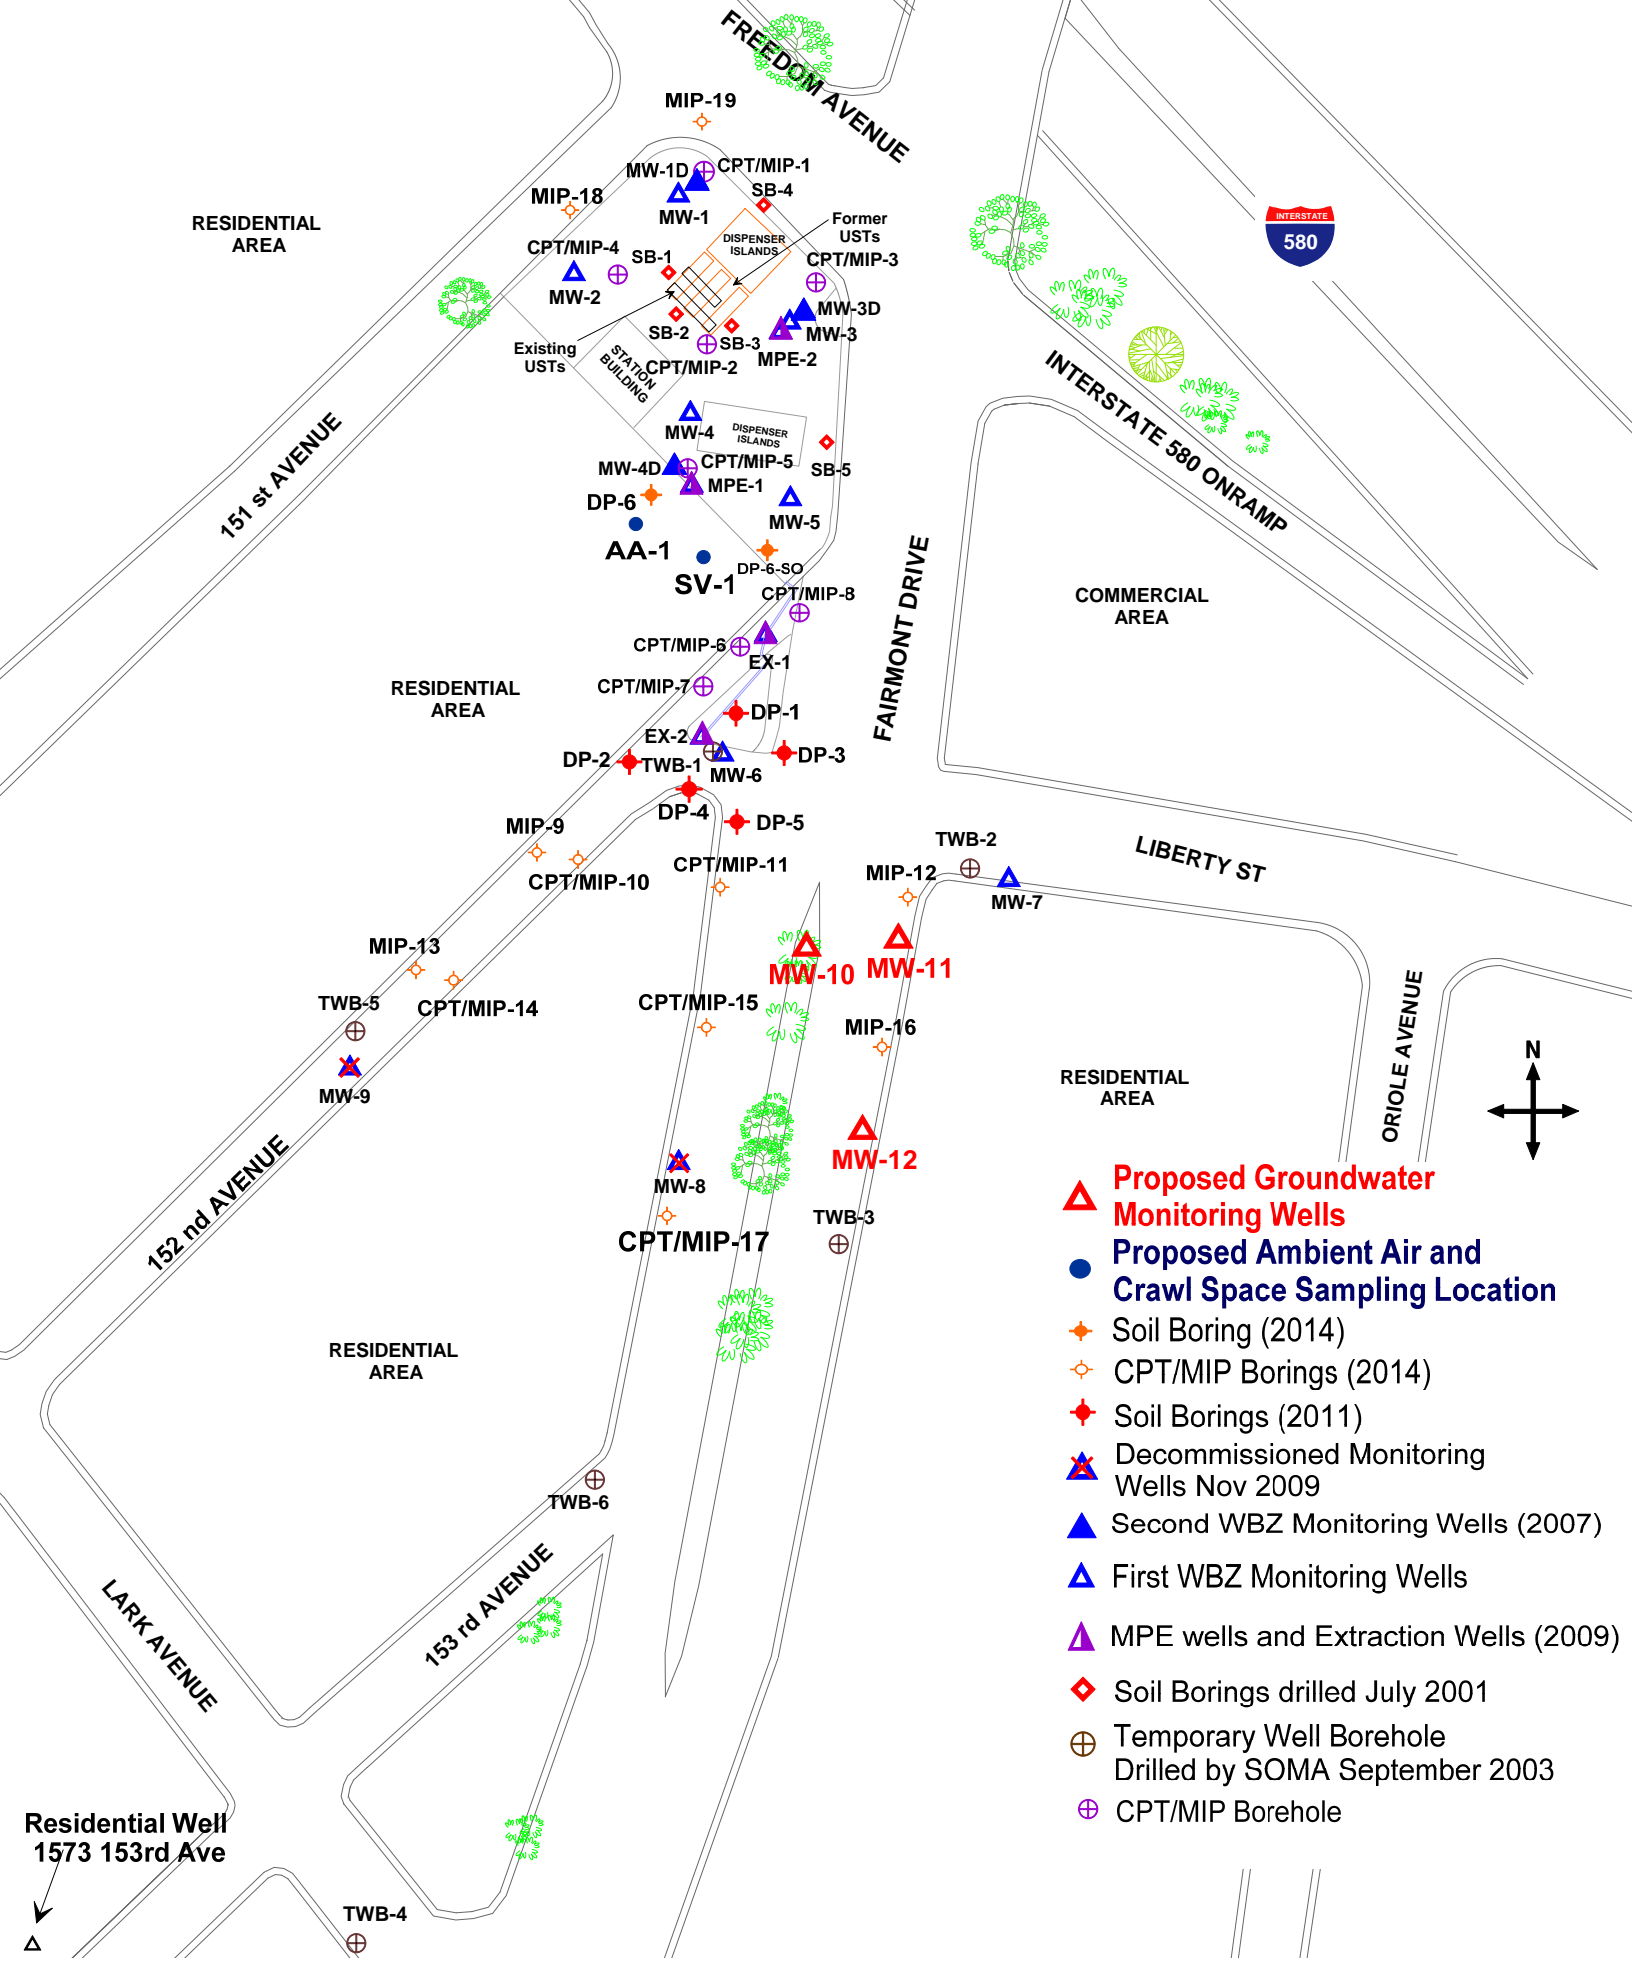 FREEDOM AVENUE
MIP-19
MW-1D
CPT/MIP-1
SB-4
MIP-18
MW-1
Former
USTs
RESIDENTIAL
AREA
DISPENSER
ISLANDS
CPT/MIP-4
SB-1
CPT/MIP-3
INTERSTATE
580
MW-2
MW-3D
MW-3
SB-2
SB-3
MPE-2
Existing
USTs
STATION
BUILDING
CPT/MIP-2
INTERSTATE 580 ONRAMP
MW-4
DISPENSER
ISLANDS
151 st AVENUE
MW-4D
CPT/MIP-5
SB-5
MPE-1
DP-6
MW-5
AA-1
SV-1
DP-6-SO
CPT/MIP-8
COMMERCIAL
AREA
FAIRMONT DRIVE
CPT/MIP-6
EX-1
RESIDENTIAL
AREA
CPT/MIP-7
DP-1
EX-2
DP-2
TWB-1
MW-6
DP-3
DP-4
DP-5
MIP-9
TWB-2
LIBERTY ST
CPT/MIP-10
CPT/MIP-11
MIP-12
MW-7
MIP-13
MW-10
MW-11
TWB-5
CPT/MIP-14
CPT/MIP-15
MIP-16
ORIOLE AVENUE
N
MW-9
RESIDENTIAL
AREA
152 nd AVENUE
MW-8
MW-12
TWB-3
CPT/MIP-17
RESIDENTIAL
AREA
TWB-6
153 rd AVENUE
LARK AVENUE
Residential Well
1573 153rd Ave
TWB-4
Proposed Groundwater
Monitoring Wells
Proposed Ambient Air and
Crawl Space Sampling Location
Soil Boring (2014)
CPT/MIP Borings (2014)
Soil Borings (2011)
Decommissioned Monitoring
Wells Nov 2009
Second WBZ Monitoring Wells (2007)
First WBZ Monitoring Wells
MPE wells and Extraction Wells (2009)
Soil Borings drilled July 2001
Temporary Well Borehole
Drilled by SOMA September 2003
CPT/MIP Borehole